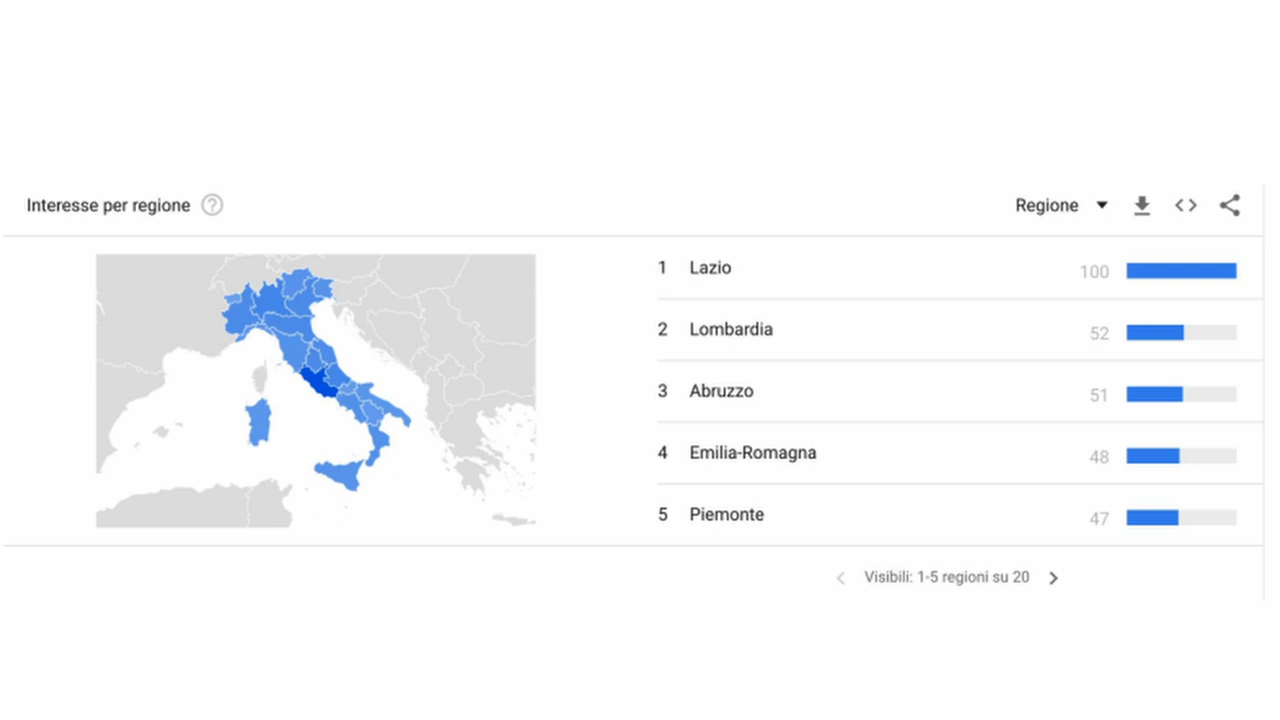 Interesse per regione ?
Regione
1 Lazio 100
2 Lombardia 52
3 Abruzzo 51
4 Emilia-Romagna 48
5 Piemonte 47
Visibili: 1-5 regioni su 20